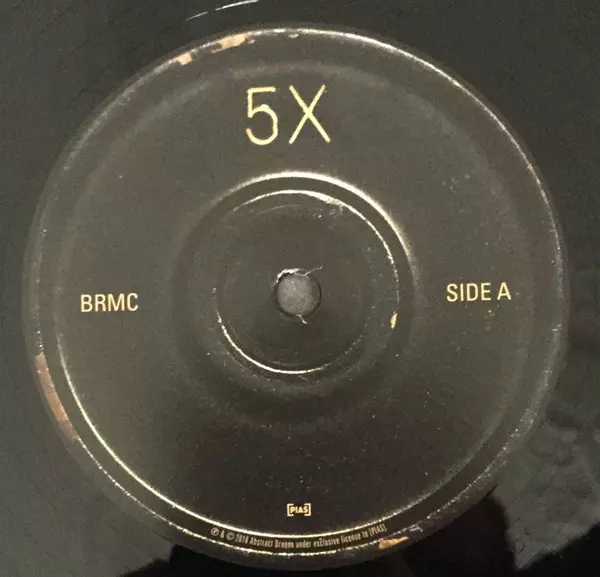 5X
BRMC
SIDE A
[PIAS]
℗ & © 2018 Abstract Dragon under exclusive licence to [PIAS]